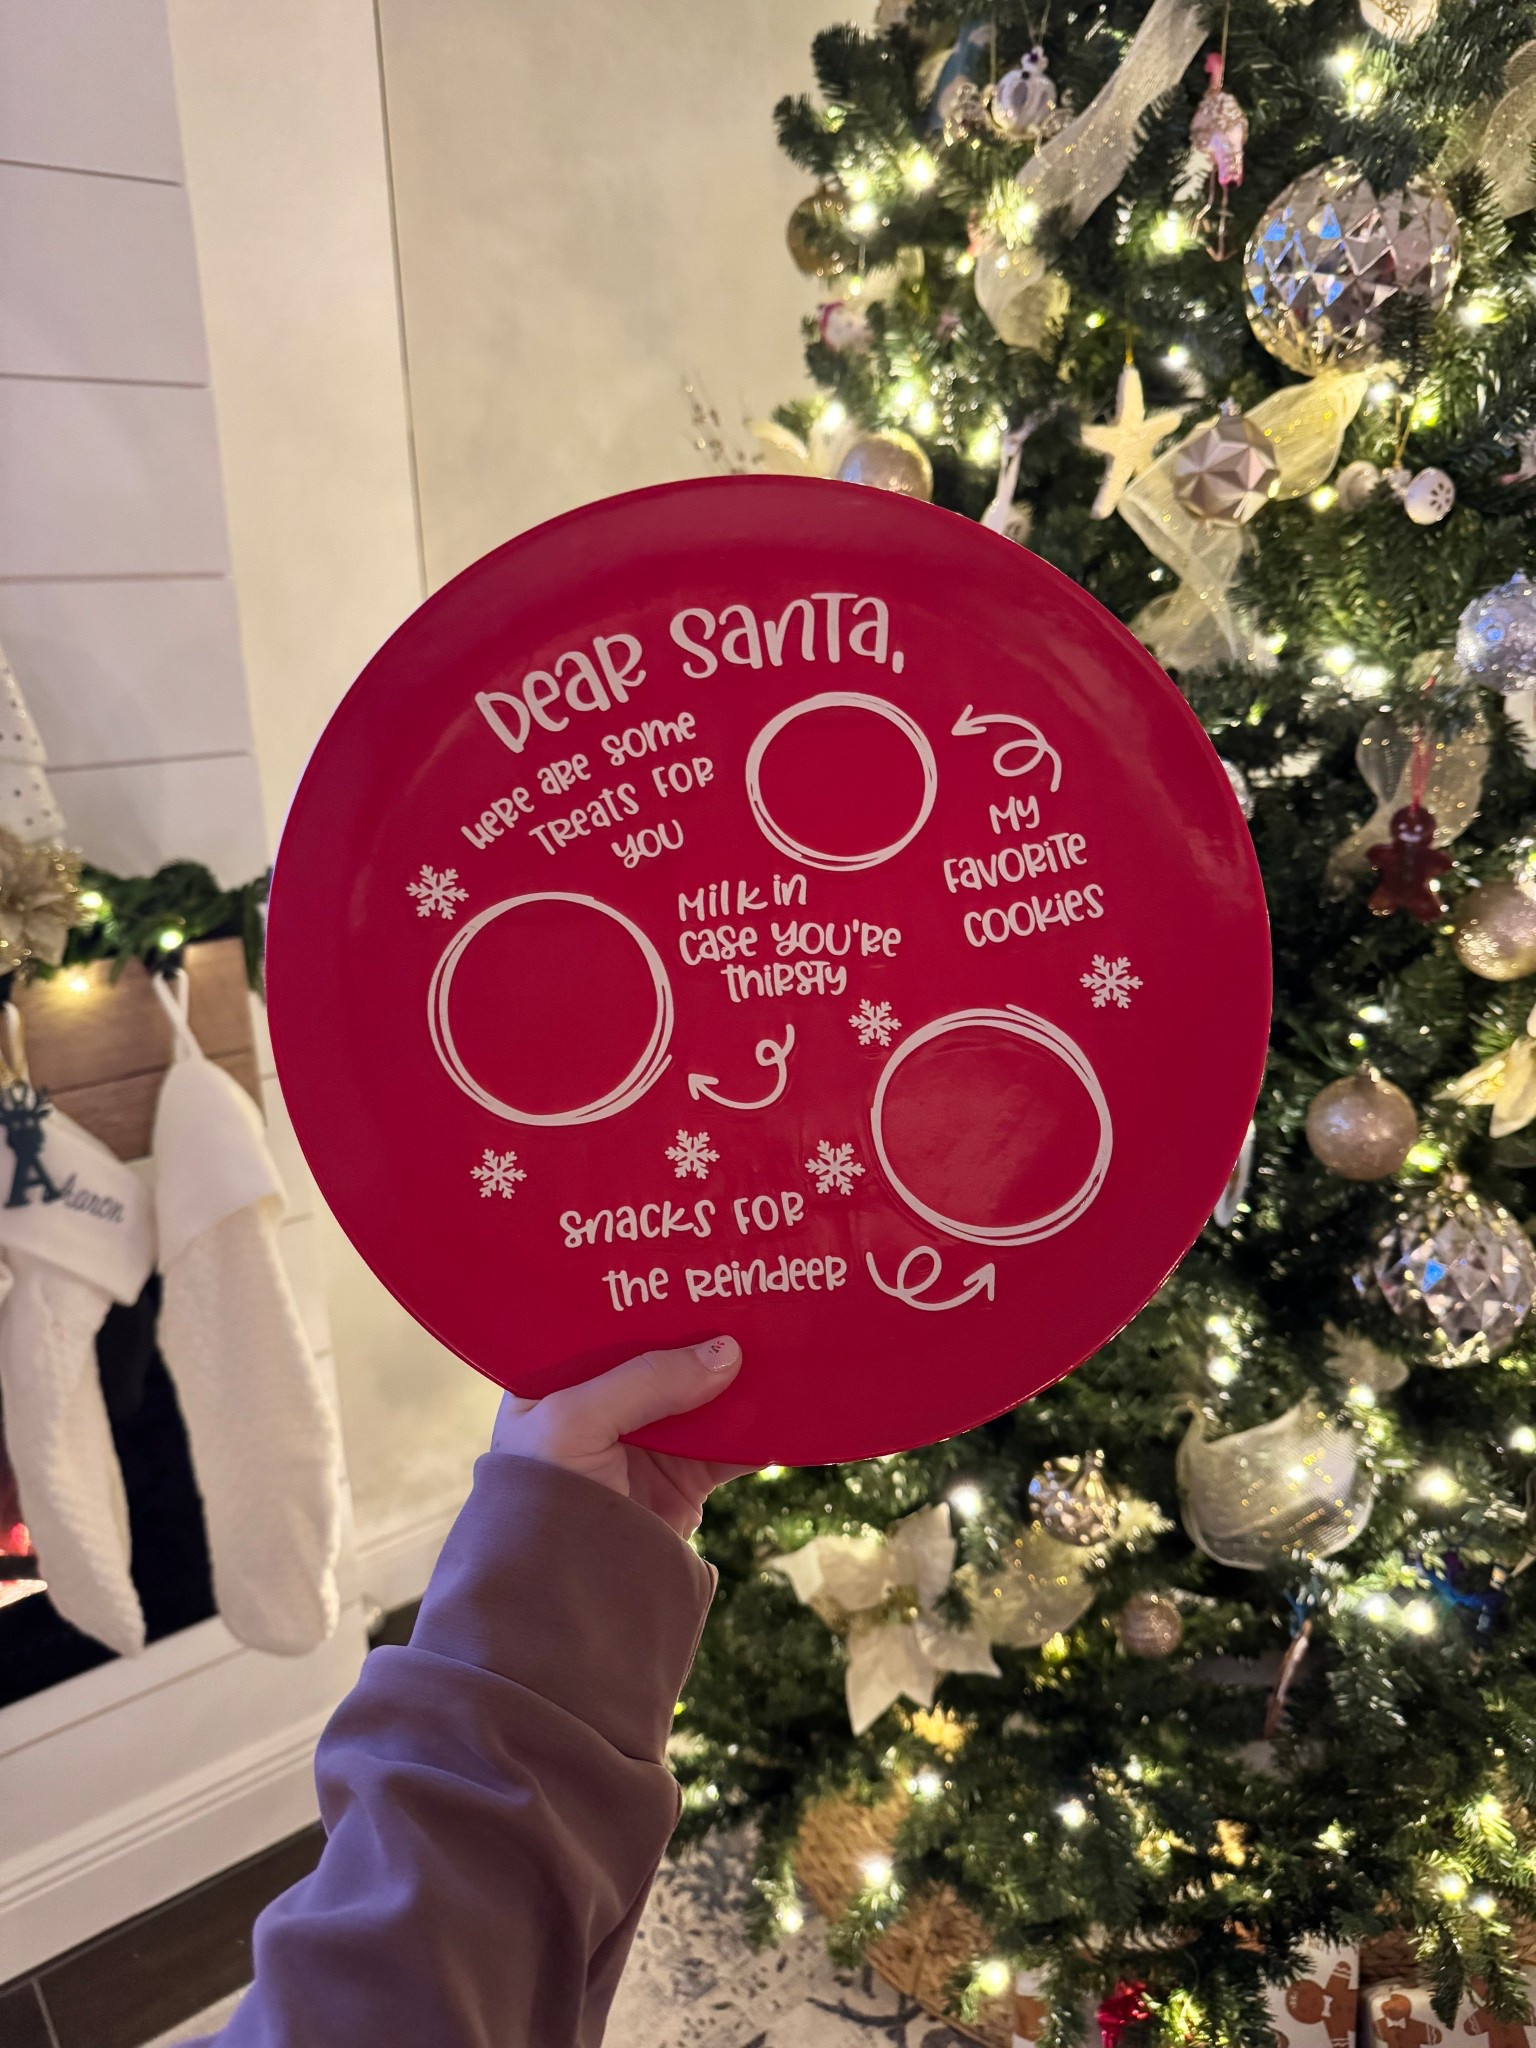 Dear Santa,
Here are some
treats for
you
My
favorite
cookies
Milk in
case you're
thirsty
Snacks for
the reindeer
A